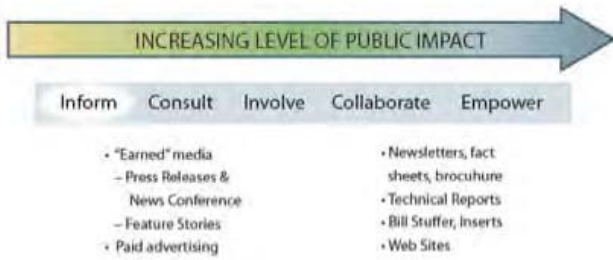 INCREASING LEVEL OF PUBLIC IMPACT
Inform Consult Involve Collaborate Empower
• "Earned" media
– Press Releases &
News Conference
– Feature Stories
• Paid advertising
• Newsletters, fact
sheets, brocuhure
• Technical Reports
• Bill Stuffer, Inserts
• Web Sites